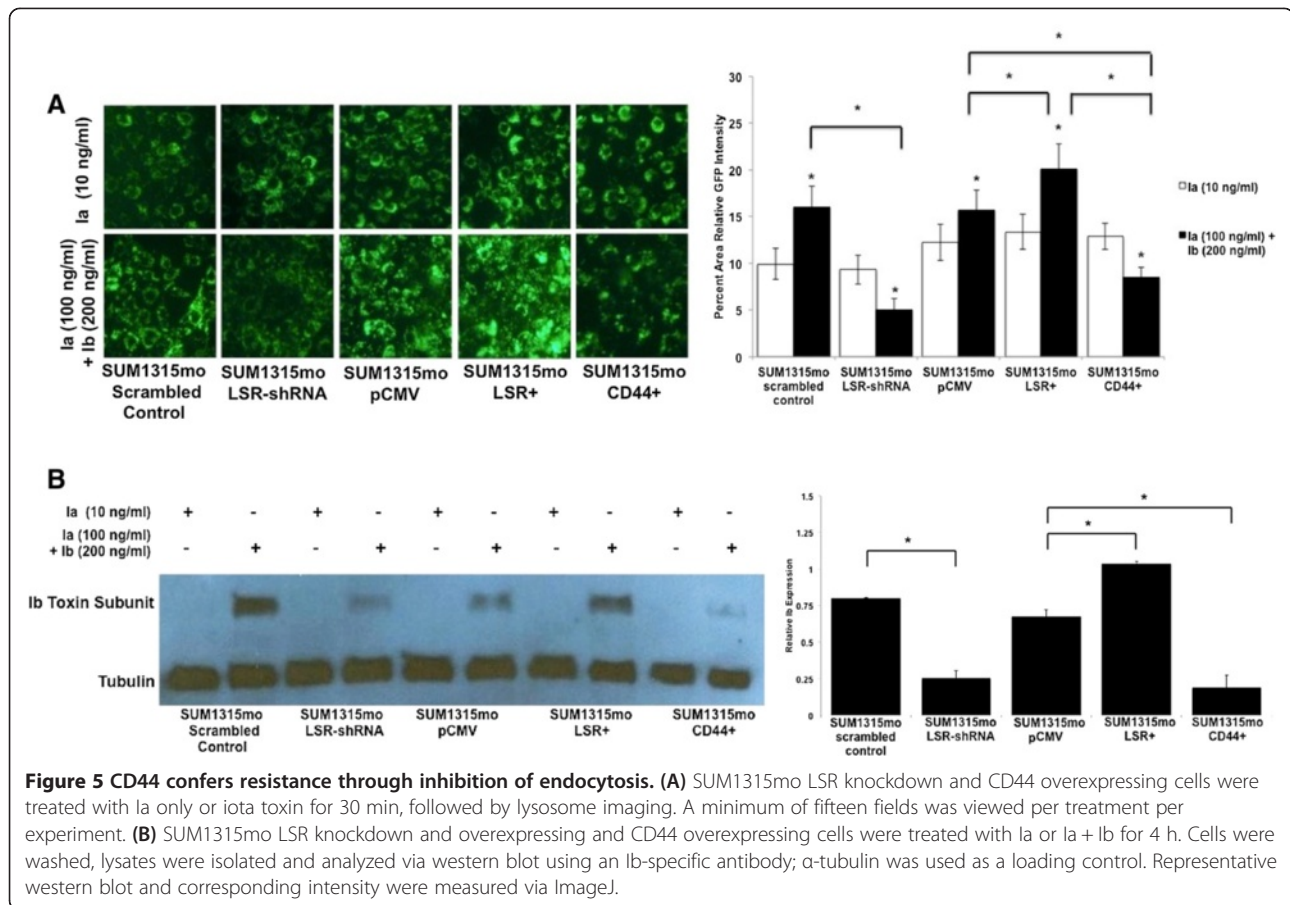 A
Ia (10 ng/ml)
Ia (100 ng/ml)
+ Ib (200 ng/ml)
SUM1315mo
Scrambled
Control
SUM1315mo
LSR-shRNA
SUM1315mo
pCMV
SUM1315mo
LSR+
SUM1315mo
CD44+
Percent Area Relative GFP Intensity
30
25
20
15
10
5
0
*
*
*
*
*
*
*
*
*
SUM1315mo
scrambled
control
SUM1315mo
LSR-shRNA
SUM1315mo
pCMV
SUM1315mo
LSR+
SUM1315mo
CD44+
Ia (10 ng/ml)
Ia (100 ng/ml) +
Ib (200 ng/ml)
B
Ia (10 ng/ml) + - + - + - + - + -
Ia (100 ng/ml)
+ Ib (200 ng/ml) - + - + - + - + - +
Ib Toxin Subunit
Tubulin
SUM1315mo
Scrambled
Control
SUM1315mo
LSR-shRNA
SUM1315mo
pCMV
SUM1315mo
LSR+
SUM1315mo
CD44+
Relative Ib Expression
1.5
1.25
1
0.75
0.5
0.25
0
*
*
*
SUM1315mo
scrambled
control
SUM1315mo
LSR-shRNA
SUM1315mo
pCMV
SUM1315mo
LSR+
SUM1315mo
CD44+
Figure 5 CD44 confers resistance through inhibition of endocytosis. (A) SUM1315mo LSR knockdown and CD44 overexpressing cells were
treated with Ia only or iota toxin for 30 min, followed by lysosome imaging. A minimum of fifteen fields was viewed per treatment per
experiment. (B) SUM1315mo LSR knockdown and overexpressing and CD44 overexpressing cells were treated with Ia or Ia + Ib for 4 h. Cells were
washed, lysates were isolated and analyzed via western blot using an Ib-specific antibody; α-tubulin was used as a loading control. Representative
western blot and corresponding intensity were measured via ImageJ.